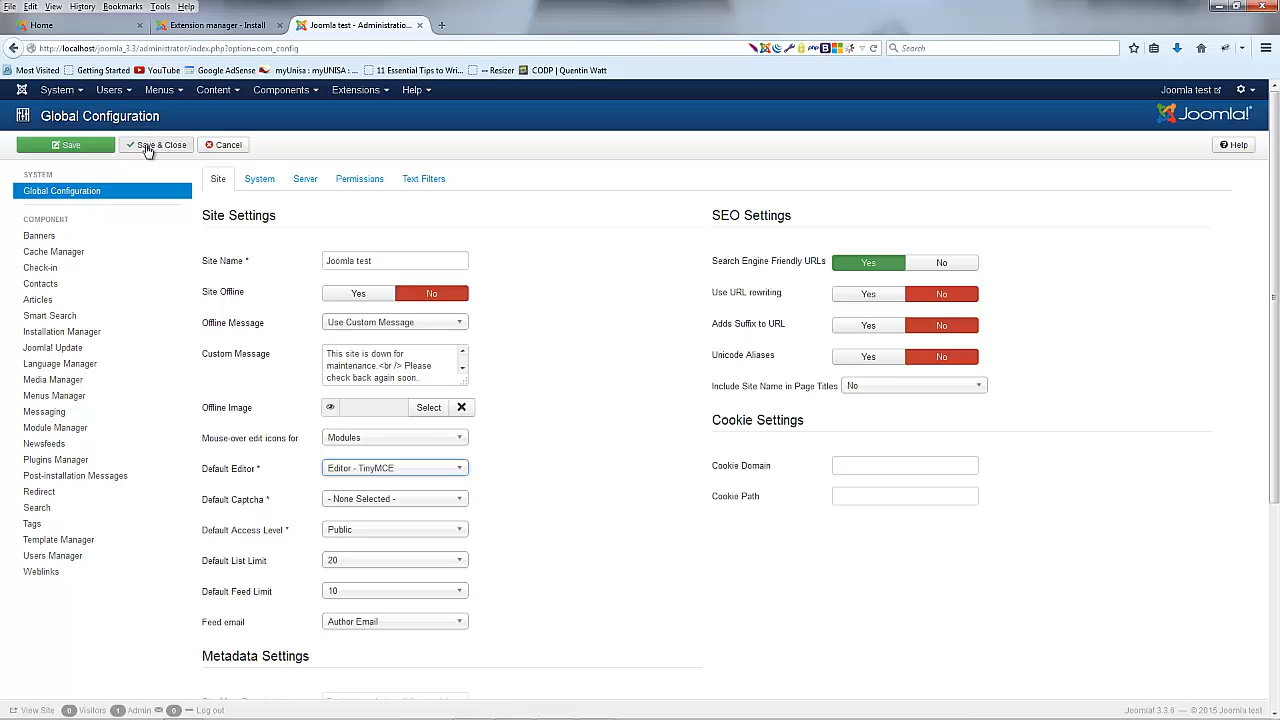 File Edit View History Bookmarks Tools Help
Home
Extension manager - Install
Joomla test - Administratio...
http://localhost/joomla_3.3/administrator/index.php?option=com_config
Search
Most Visited Getting Started YouTube Google AdSense myUnisa : myUNISA : ... 11 Essential Tips to Wri... -- Resizer CODP | Quentin Watt
System Users Menus Content Components Extensions Help
Joomla test
Global Configuration
Joomla!
Save
Save & Close
Cancel
Help
SYSTEM
Global Configuration
COMPONENT
Banners
Cache Manager
Check-in
Contacts
Articles
Smart Search
Installation Manager
Joomla! Update
Language Manager
Media Manager
Menus Manager
Messaging
Module Manager
Newsfeeds
Plugins Manager
Post-installation Messages
Redirect
Search
Tags
Template Manager
Users Manager
Weblinks
Site System Server Permissions Text Filters
Site Settings
Site Name * Joomla test
Site Offline Yes No
Offline Message Use Custom Message
Custom Message This site is down for
maintenance.<br /> Please
check back again soon.
Offline Image Select
Mouse-over edit icons for Modules
Default Editor * Editor - TinyMCE
Default Captcha * - None Selected -
Default Access Level * Public
Default List Limit 20
Default Feed Limit 10
Feed email Author Email
Metadata Settings
SEO Settings
Search Engine Friendly URLs Yes No
Use URL rewriting Yes No
Adds Suffix to URL Yes No
Unicode Aliases Yes No
Include Site Name in Page Titles No
Cookie Settings
Cookie Domain
Cookie Path
View Site 0 Visitors 1 Admin 0 Log out
Joomla! 3.3.6 — © 2015 Joomla test